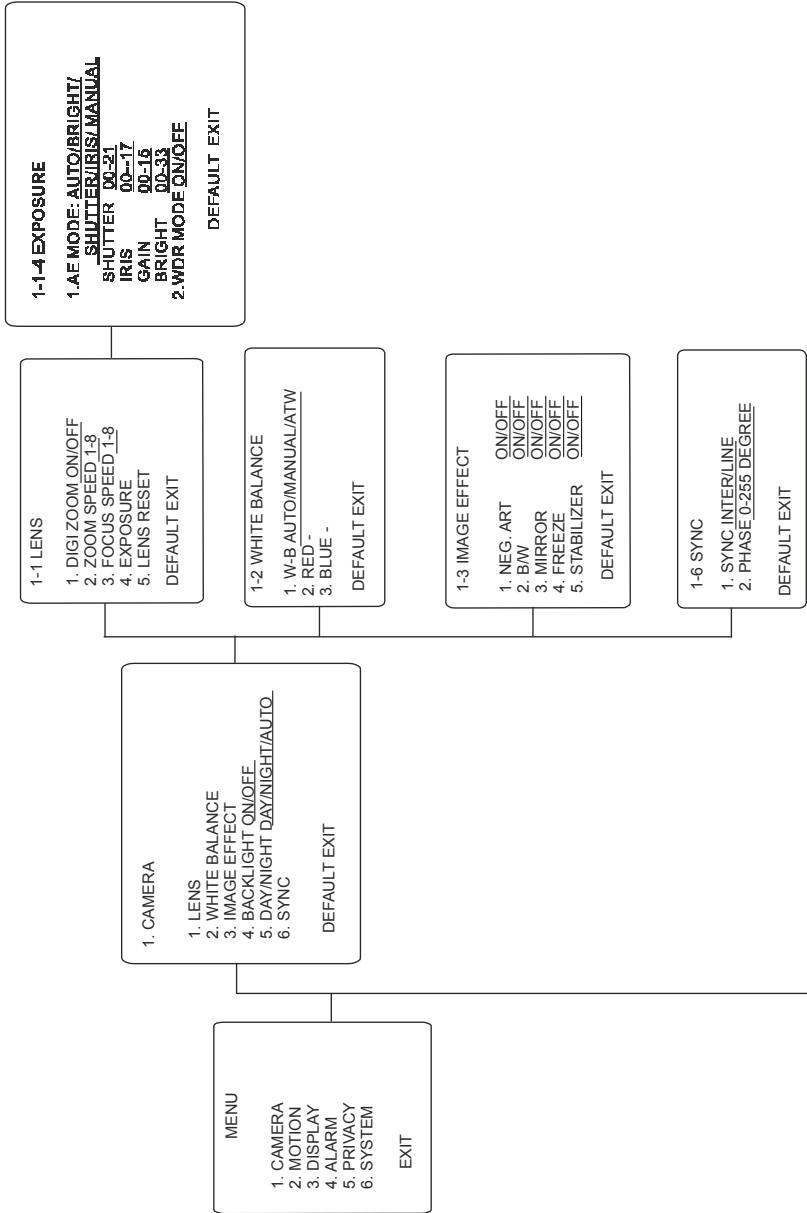 MENU
1. CAMERA
2. MOTION
3. DISPLAY
4. ALARM
5. PRIVACY
6. SYSTEM
EXIT
1. CAMERA
1. LENS
2. WHITE BALANCE
3. IMAGE EFFECT
4. BACKLIGHT ON/OFF
5. DAY/NIGHT DAY/NIGHT/AUTO
6. SYNC
DEFAULT EXIT
1-1 LENS
1. DIGI ZOOM ON/OFF
2. ZOOM SPEED 1-8
3. FOCUS SPEED 1-8
4. EXPOSURE
5. LENS RESET
DEFAULT EXIT
1-2 WHITE BALANCE
1. W-B AUTO/MANUAL/ATW
2. RED -
3. BLUE -
DEFAULT EXIT
1-3 IMAGE EFFECT
1. NEG. ART ON/OFF
2. B/W ON/OFF
3. MIRROR ON/OFF
4. FREEZE ON/OFF
5. STABILIZER ON/OFF
DEFAULT EXIT
1-6 SYNC
1. SYNC INTER/LINE
2. PHASE 0-255 DEGREE
DEFAULT EXIT
1-1-4 EXPOSURE
1.AE MODE: AUTO/BRIGHT/
SHUTTER/IRIS/ MANUAL
SHUTTER 00-21
IRIS 00--17
GAIN 00-15
BRIGHT 00-33
2.WDR MODE ON/OFF
DEFAULT EXIT